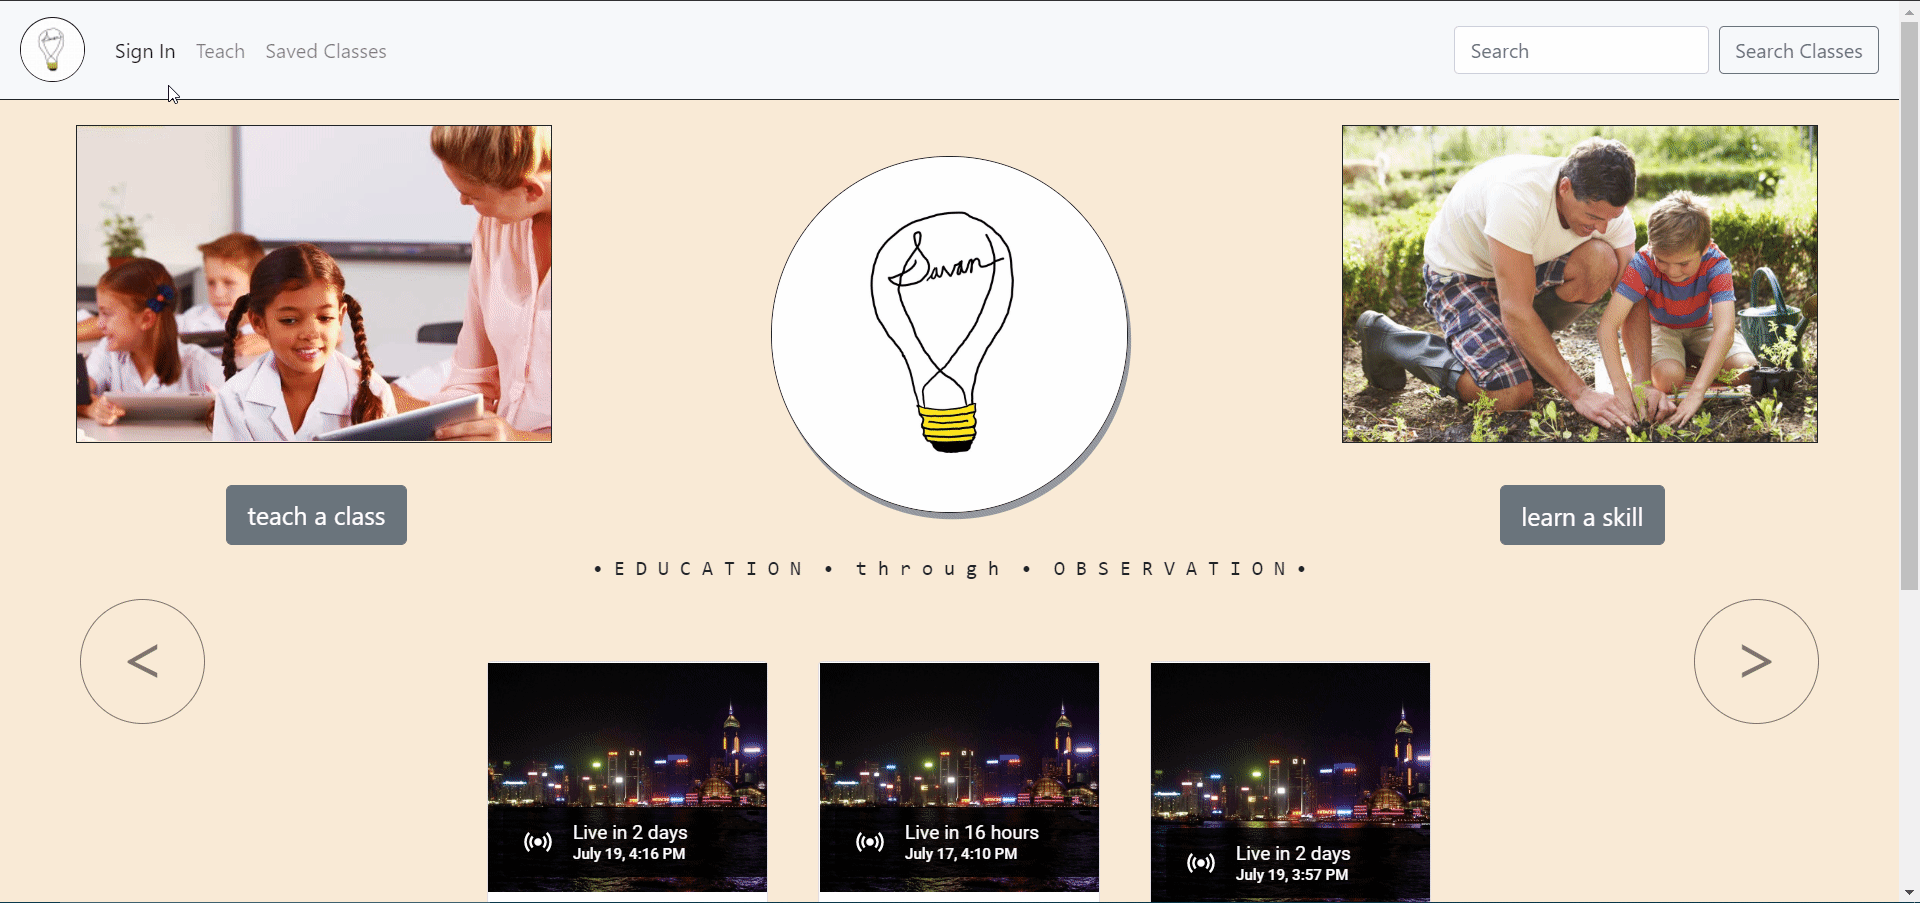 Sign In Teach Saved Classes Search Search Classes
Savant
teach a class
learn a skill
• E D U C A T I O N • t h r o u g h • O B S E R V A T I O N •
< >
Live in 2 days
July 19, 4:16 PM
Live in 16 hours
July 17, 4:10 PM
Live in 2 days
July 19, 3:57 PM